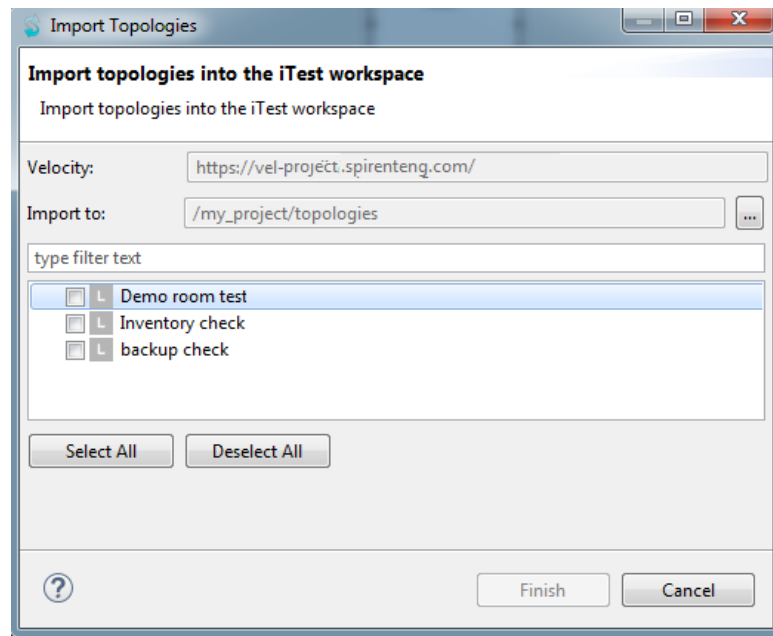 Import Topologies
Import topologies into the iTest workspace
Import topologies into the iTest workspace
Velocity: https://vel-project.spirenteng.com/
Import to: /my_project/topologies ...
type filter text
L Demo room test
L Inventory check
L backup check
Select All Deselect All
? Finish Cancel